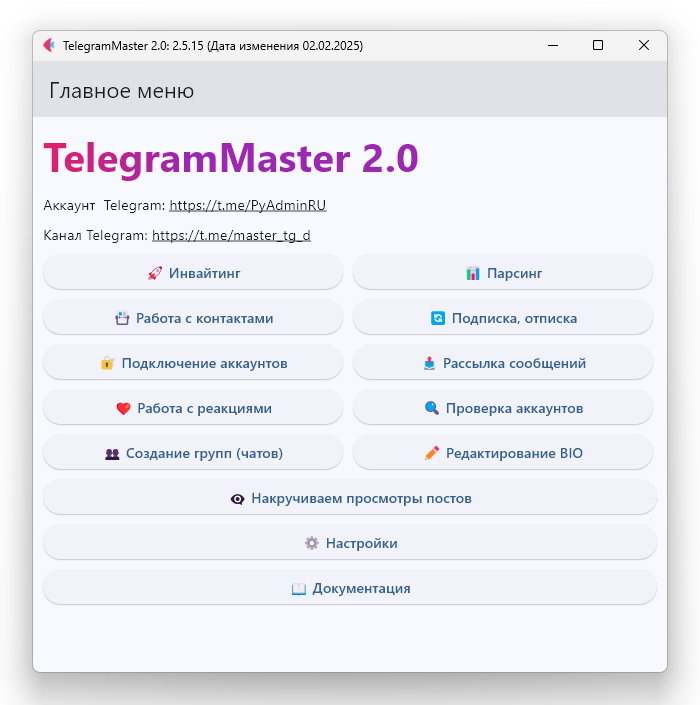 TelegramMaster 2.0: 2.5.15 (Дата изменения 02.02.2025)
Главное меню
TelegramMaster 2.0
Аккаунт Telegram: https://t.me/PyAdminRU
Канал Telegram: https://t.me/master_tg_d
🚀 Инвайтинг
📊 Парсинг
📇 Работа с контактами
🔄 Подписка, отписка
🔐 Подключение аккаунтов
📤 Рассылка сообщений
❤️ Работа с реакциями
🔍 Проверка аккаунтов
👥 Создание групп (чатов)
✏️ Редактирование BIO
👁️‍🗨️ Накручиваем просмотры постов
⚙️ Настройки
📖 Документация